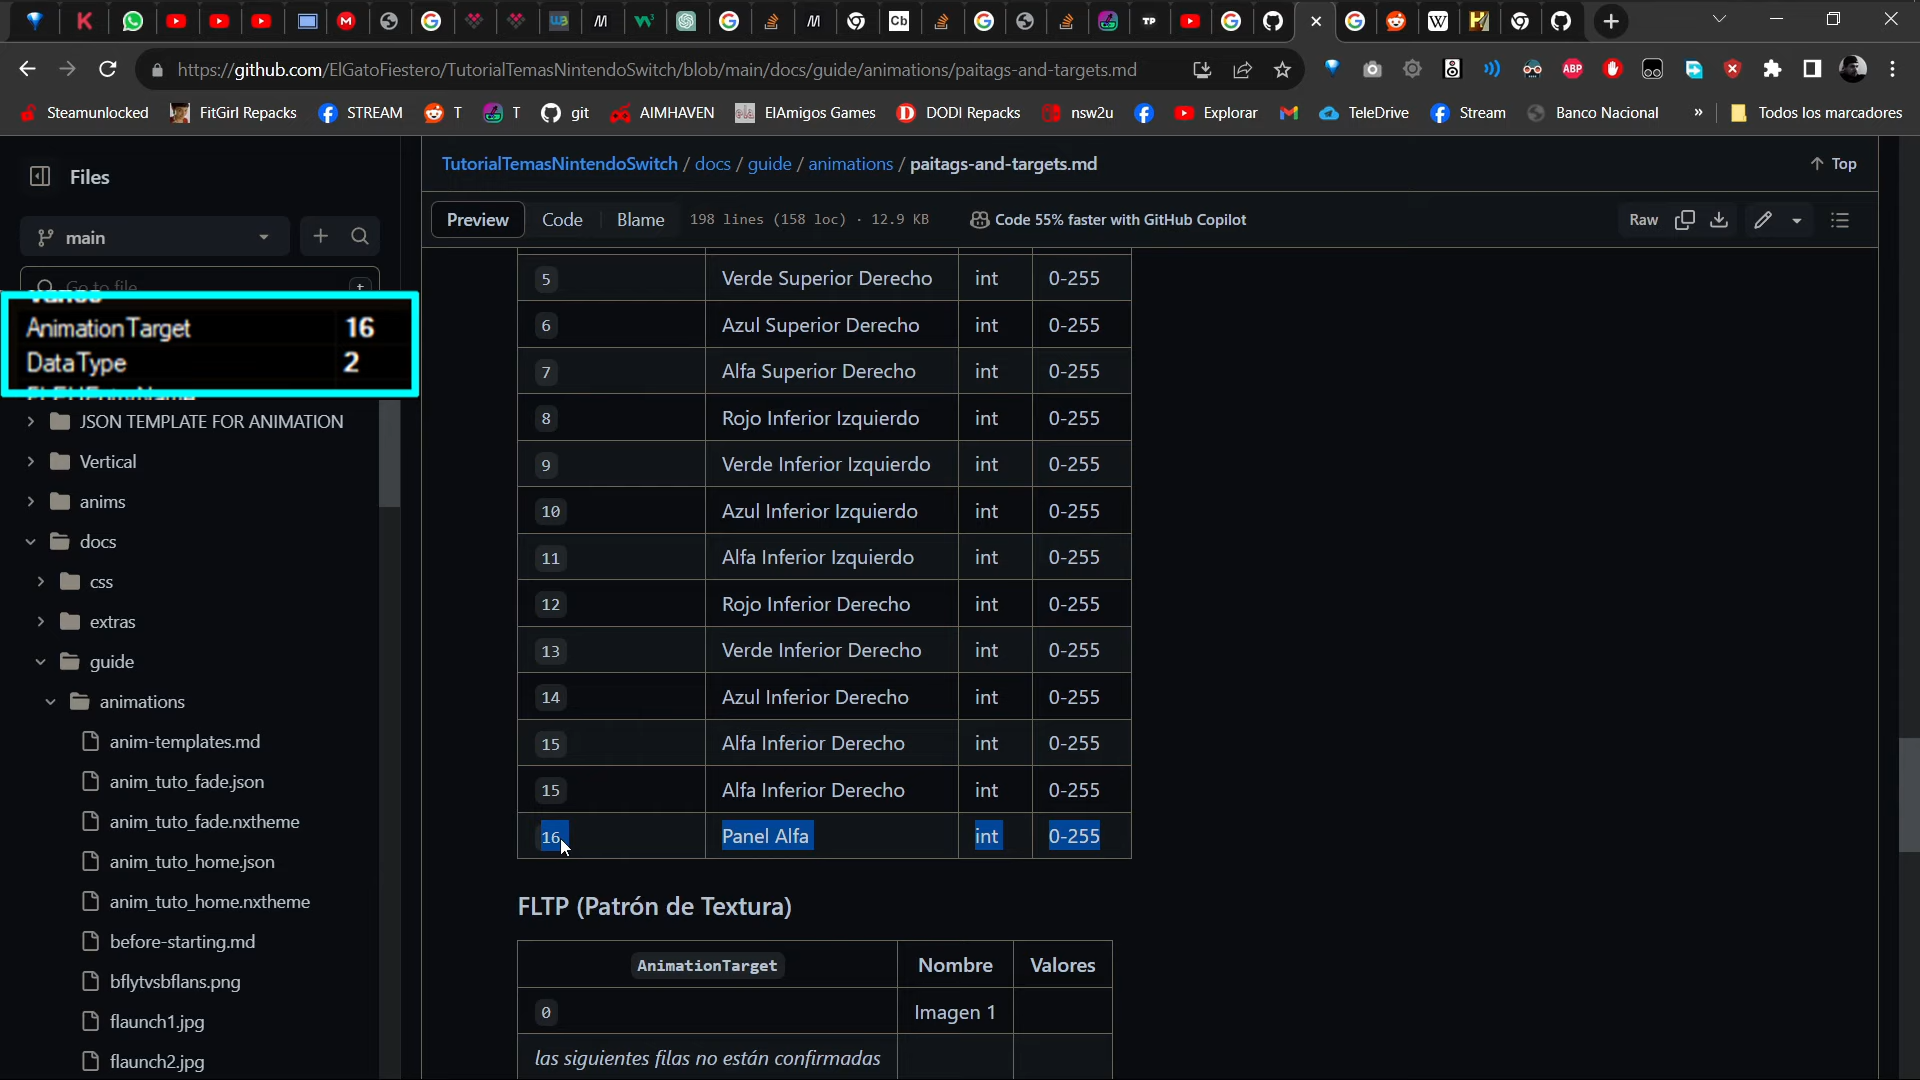 https://github.com/ElGatoFiestero/TutorialTemasNintendoSwitch/blob/main/docs/guide/animations/paitags-and-targets.md
Steamunlocked FitGirl Repacks STREAM T T git AIMHAVEN ElAmigos Games DODI Repacks nsw2u Explorar TeleDrive Stream Banco Nacional » Todos los marcadores
Files
TutorialTemasNintendoSwitch / docs / guide / animations / paitags-and-targets.md
Top
main
Preview Code Blame 198 lines (158 loc) · 12.9 KB Code 55% faster with GitHub Copilot Raw
Go to file t
AnimationTarget 16
DataType 2
JSON TEMPLATE FOR ANIMATION
Vertical
anims
docs
css
extras
guide
animations
anim-templates.md
anim_tuto_fade.json
anim_tuto_fade.nxtheme
anim_tuto_home.json
anim_tuto_home.nxtheme
before-starting.md
bflytvsbflans.png
flaunch1.jpg
flaunch2.jpg
5 Verde Superior Derecho int 0-255
6 Azul Superior Derecho int 0-255
7 Alfa Superior Derecho int 0-255
8 Rojo Inferior Izquierdo int 0-255
9 Verde Inferior Izquierdo int 0-255
10 Azul Inferior Izquierdo int 0-255
11 Alfa Inferior Izquierdo int 0-255
12 Rojo Inferior Derecho int 0-255
13 Verde Inferior Derecho int 0-255
14 Azul Inferior Derecho int 0-255
15 Alfa Inferior Derecho int 0-255
15 Alfa Inferior Derecho int 0-255
16 Panel Alfa int 0-255
FLTP (Patrón de Textura)
AnimationTarget Nombre Valores
0 Imagen 1
las siguientes filas no están confirmadas